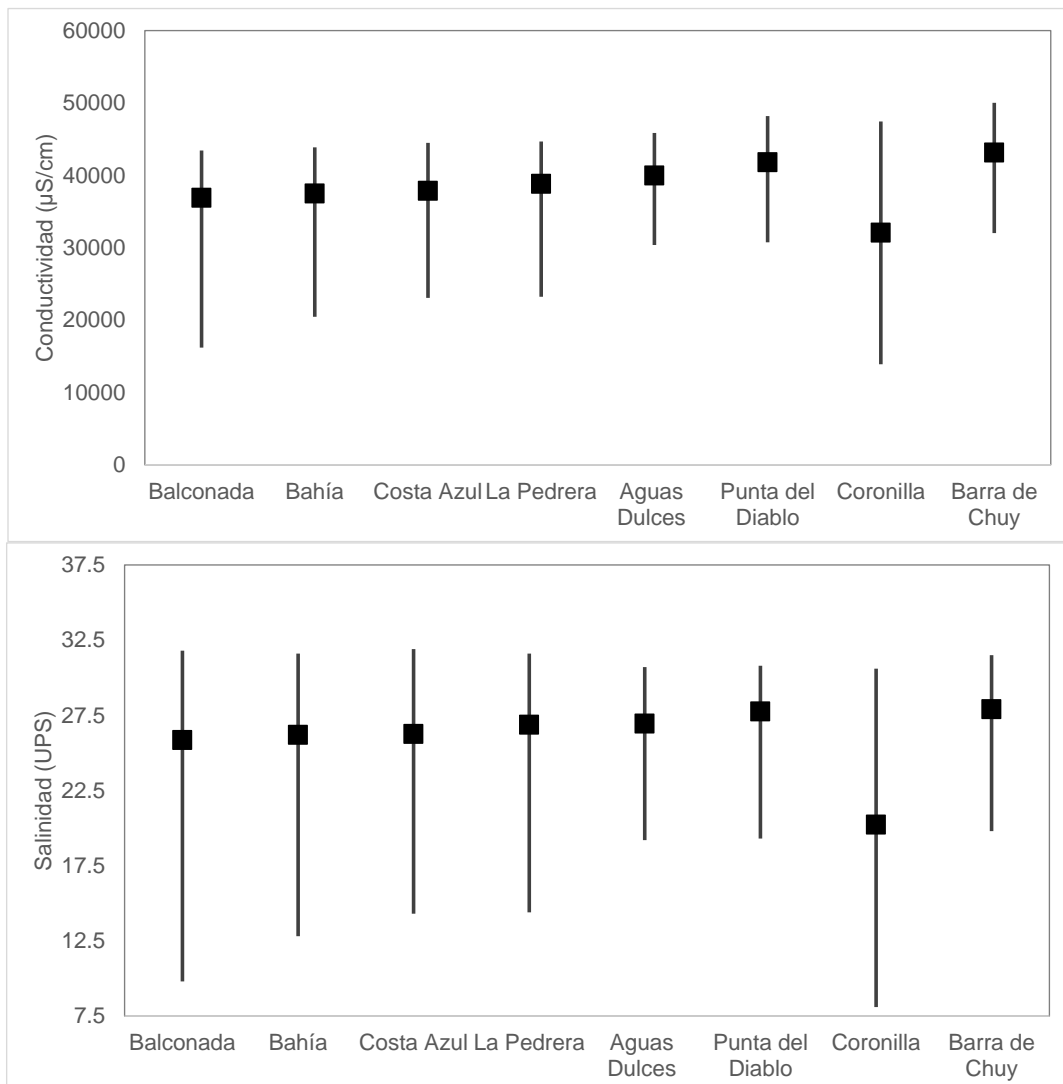 60000
50000
40000
30000
20000
10000
0
Conductividad (µS/cm)
Balconada
Bahía
Costa Azul
La Pedrera
Aguas
Dulces
Punta del
Diablo
Coronilla
Barra de
Chuy
37.5
32.5
27.5
22.5
17.5
12.5
7.5
Salinidad (UPS)
Balconada
Bahía
Costa Azul
La Pedrera
Aguas
Dulces
Punta del
Diablo
Coronilla
Barra de
Chuy